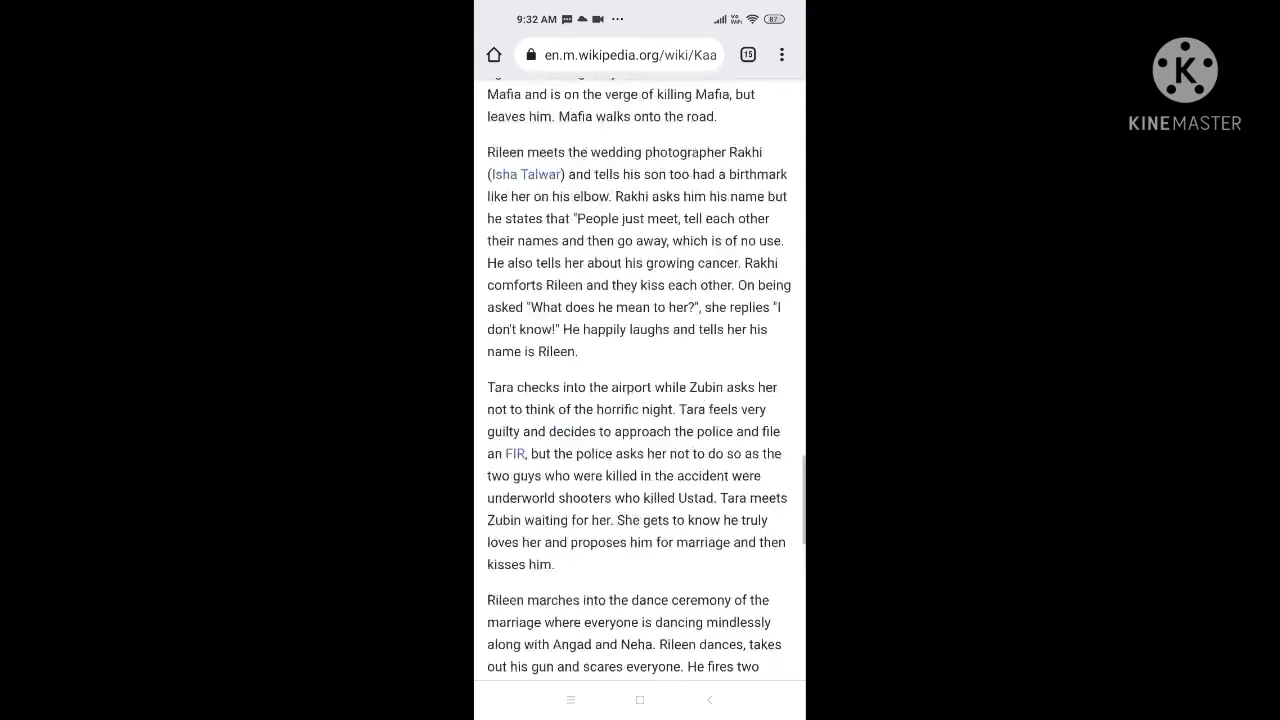 9:32 AM
Vo
WiFi
87
en.m.wikipedia.org/wiki/Kaa
15
K
KINEMASTER
Mafia and is on the verge of killing Mafia, but
leaves him. Mafia walks onto the road.
Rileen meets the wedding photographer Rakhi
(Isha Talwar) and tells his son too had a birthmark
like her on his elbow. Rakhi asks him his name but
he states that "People just meet, tell each other
their names and then go away, which is of no use.
He also tells her about his growing cancer. Rakhi
comforts Rileen and they kiss each other. On being
asked "What does he mean to her?", she replies "I
don't know!" He happily laughs and tells her his
name is Rileen.
Tara checks into the airport while Zubin asks her
not to think of the horrific night. Tara feels very
guilty and decides to approach the police and file
an FIR, but the police asks her not to do so as the
two guys who were killed in the accident were
underworld shooters who killed Ustad. Tara meets
Zubin waiting for her. She gets to know he truly
loves her and proposes him for marriage and then
kisses him.
Rileen marches into the dance ceremony of the
marriage where everyone is dancing mindlessly
along with Angad and Neha. Rileen dances, takes
out his gun and scares everyone. He fires two